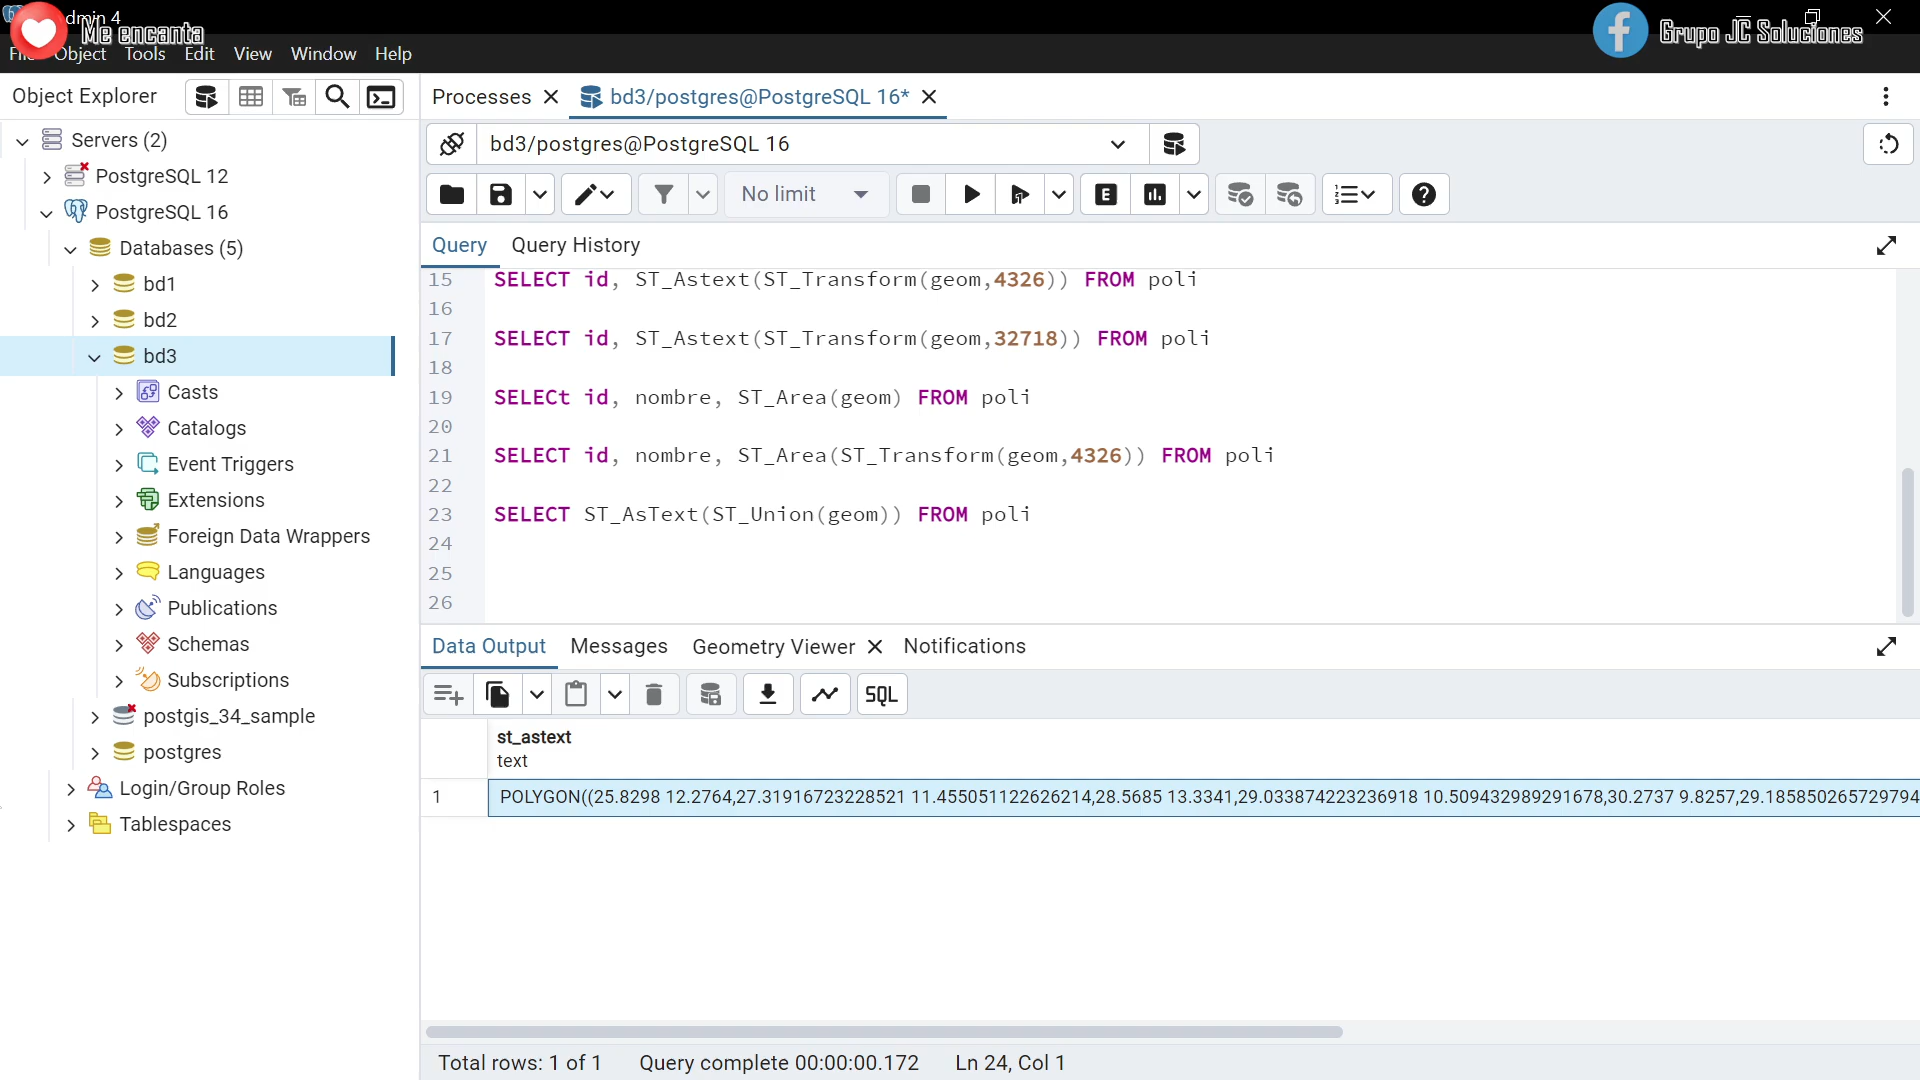 dmin 4
Me encanta
Grupo JC Soluciones
File Object Tools Edit View Window Help
Object Explorer
Processes
bd3/postgres@PostgreSQL 16*
Servers (2)
PostgreSQL 12
PostgreSQL 16
Databases (5)
bd1
bd2
bd3
Casts
Catalogs
Event Triggers
Extensions
Foreign Data Wrappers
Languages
Publications
Schemas
Subscriptions
postgis_34_sample
postgres
Login/Group Roles
Tablespaces
bd3/postgres@PostgreSQL 16
No limit
E
Query Query History
15 SELECT id, ST_Astext(ST_Transform(geom,4326)) FROM poli
16
17 SELECT id, ST_Astext(ST_Transform(geom,32718)) FROM poli
18
19 SELECt id, nombre, ST_Area(geom) FROM poli
20
21 SELECT id, nombre, ST_Area(ST_Transform(geom,4326)) FROM poli
22
23 SELECT ST_AsText(ST_Union(geom)) FROM poli
24
25
26
Data Output Messages Geometry Viewer Notifications
SQL
st_astext
text
1 POLYGON((25.8298 12.2764,27.31916723228521 11.455051122626214,28.5685 13.3341,29.033874223236918 10.509432989291678,30.2737 9.8257,29.185850265729794
Total rows: 1 of 1 Query complete 00:00:00.172 Ln 24, Col 1